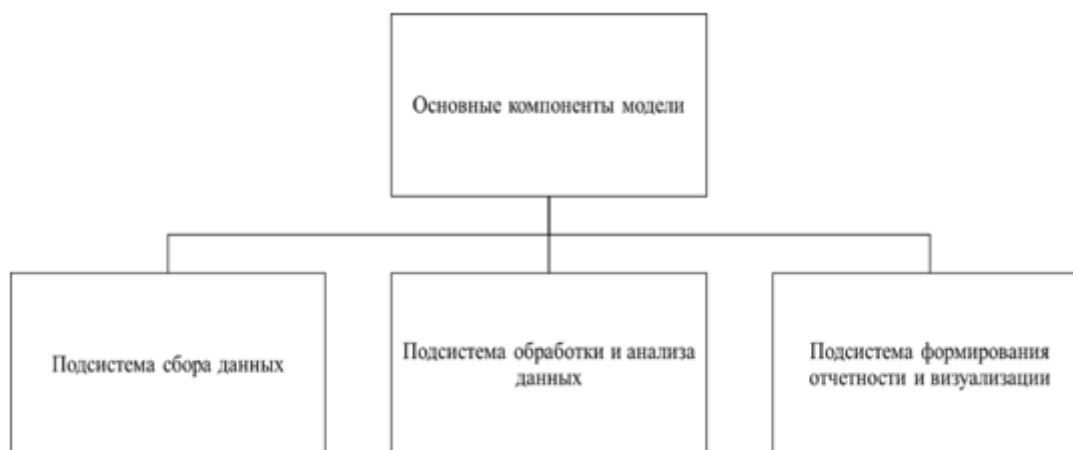 Основные компоненты модели
Подсистема сбора данных
Подсистема обработки и анализа
данных
Подсистема формирования
отчетности и визуализации